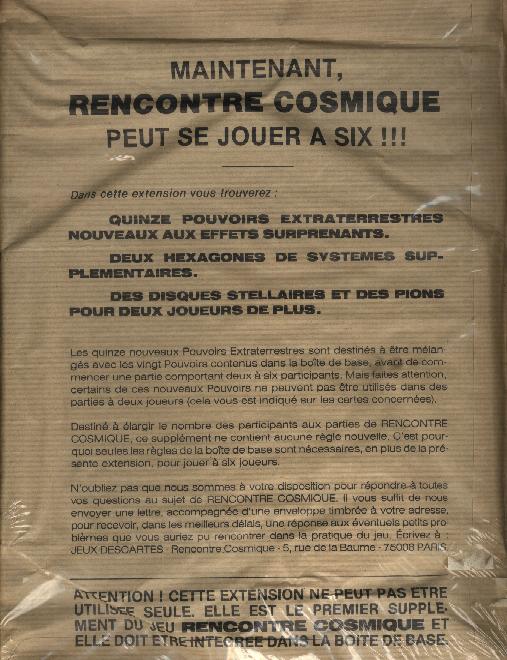 MAINTENANT,
RENCONTRE COSMIQUE
PEUT SE JOUER A SIX !!!
Dans cette extension vous trouverez :
QUINZE POUVOIRS EXTRATERRESTRES
NOUVEAUX AUX EFFETS SURPRENANTS.
DEUX HEXAGONES DE SYSTEMES SUP-
PLEMENTAIRES.
DES DISQUES STELLAIRES ET DES PIONS
POUR DEUX JOUEURS DE PLUS.
Les quinze nouveaux Pouvoirs Extraterrestres sont destinés à être mélan-
gés avec les vingt Pouvoirs contenus dans la boîte de base, avant de com-
mencer une partie comportant deux à six participants. Mais faites attention,
certains de ces nouveaux Pouvoirs ne peuvent pas être utilisés dans des
parties à deux joueurs (cela vous est indiqué sur les cartes concernées).
Destiné à élargir le nombre des participants aux parties de RENCONTRE
COSMIQUE, ce supplément ne contient aucune règle nouvelle. C'est pour-
quoi seules les règles de la boîte de base sont nécessaires, en plus de la pré-
sente extension, pour jouer à six joueurs.
N'oubliez pas que nous sommes à votre disposition pour répondre à toutes
vos questions au sujet de RENCONTRE COSMIQUE. Il vous suffit de nous
envoyer une lettre, accompagnée d'une enveloppe timbrée à votre adresse,
pour recevoir, dans les meilleurs délais, une réponse aux éventuels petits pro
blèmes que vous auriez pu rencontrer dans la pratique du jeu. Écrivez à :
JEUX DESCARTES - Rencontre Cosmique - 5, rue de la Baume - 75008 PARIS
ATTENTION ! CETTE EXTENSION NE PEUT PAS ETRE
UTILISEE SEULE. ELLE EST LE PREMIER SUPPLE-
MENT DU JEU RENCONTRE COSMIQUE ET
ELLE DOIT ETRE INTEGREE DANS LA BOITE DE BASE.